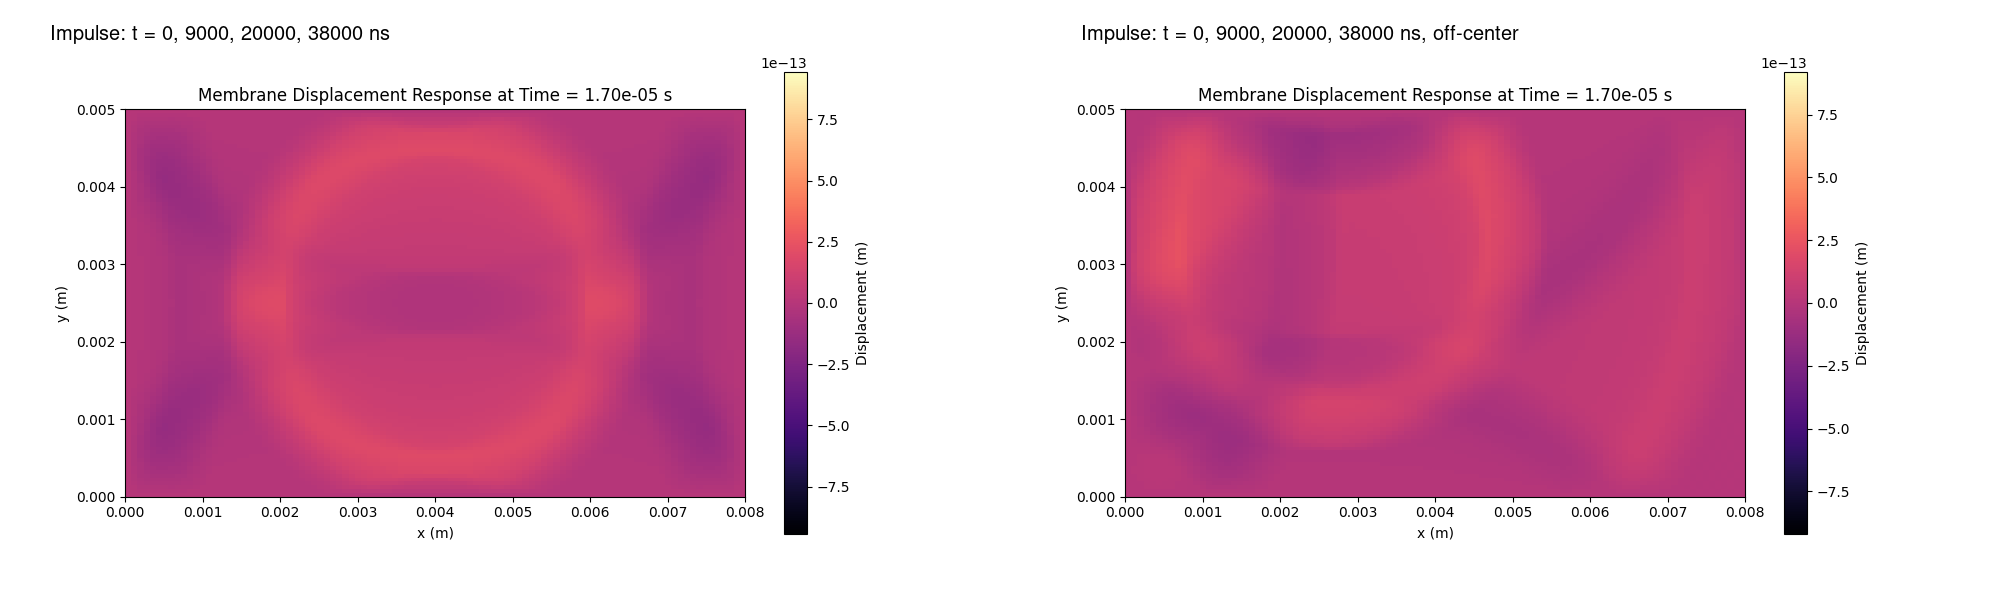 Impulse: t = 0, 9000, 20000, 38000 ns
1e−13
Membrane Displacement Response at Time = 1.70e-05 s
0.005
0.004
0.003
0.002
0.001
0.000
y (m)
0.000 0.001 0.002 0.003 0.004 0.005 0.006 0.007 0.008
x (m)
7.5
5.0
2.5
0.0
−2.5
−5.0
−7.5
Displacement (m)
Impulse: t = 0, 9000, 20000, 38000 ns, off-center
1e−13
Membrane Displacement Response at Time = 1.70e-05 s
0.005
0.004
0.003
0.002
0.001
0.000
y (m)
0.000 0.001 0.002 0.003 0.004 0.005 0.006 0.007 0.008
x (m)
7.5
5.0
2.5
0.0
−2.5
−5.0
−7.5
Displacement (m)